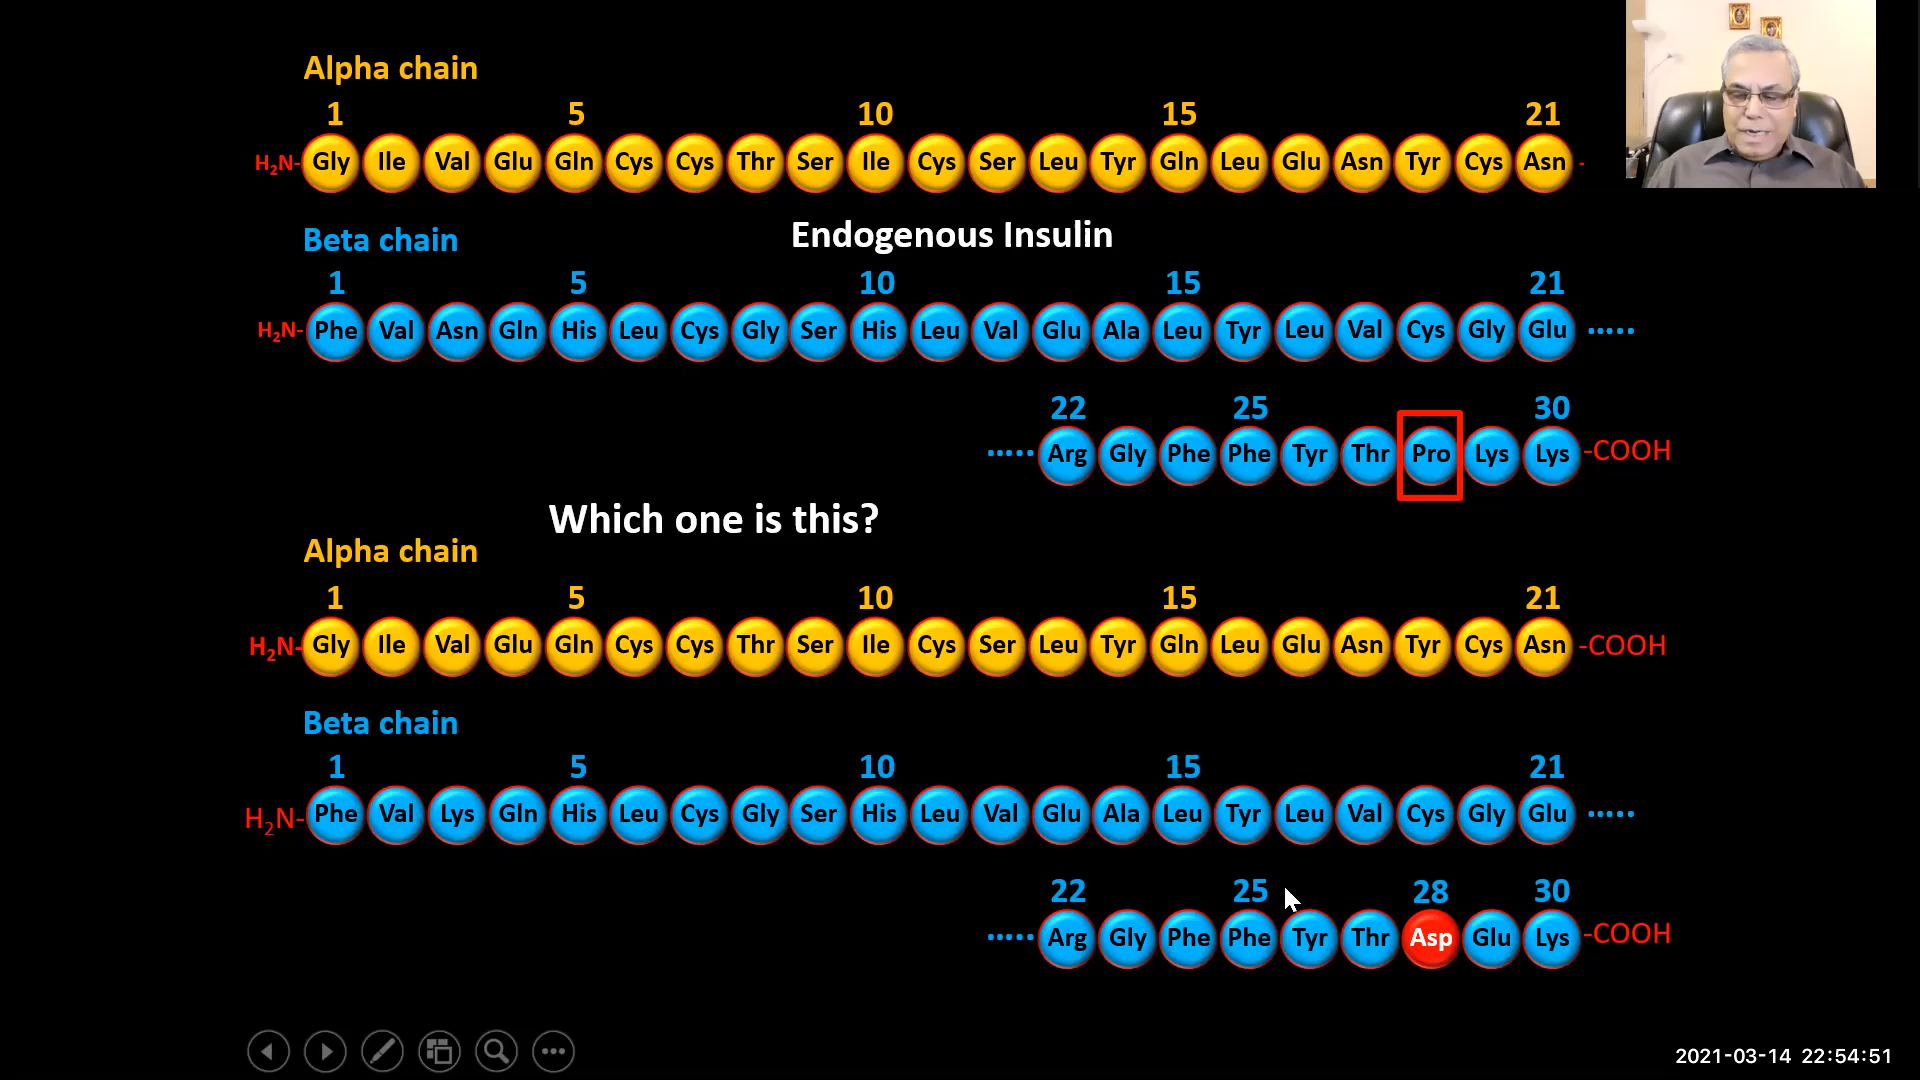 Alpha chain
1 5 10 15 21
H₂N- Gly Ile Val Glu Gln Cys Cys Thr Ser Ile Cys Ser Leu Tyr Gln Leu Glu Asn Tyr Cys Asn -
Beta chain
Endogenous Insulin
1 5 10 15 21
H₂N- Phe Val Asn Gln His Leu Cys Gly Ser His Leu Val Glu Ala Leu Tyr Leu Val Cys Gly Glu .....
22 25 30
..... Arg Gly Phe Phe Tyr Thr Pro Lys Lys -COOH
Which one is this?
Alpha chain
1 5 10 15 21
H₂N- Gly Ile Val Glu Gln Cys Cys Thr Ser Ile Cys Ser Leu Tyr Gln Leu Glu Asn Tyr Cys Asn -COOH
Beta chain
1 5 10 15 21
H₂N- Phe Val Lys Gln His Leu Cys Gly Ser His Leu Val Glu Ala Leu Tyr Leu Val Cys Gly Glu .....
22 25 28 30
..... Arg Gly Phe Phe Tyr Thr Asp Glu Lys -COOH
2021-03-14 22:54:51